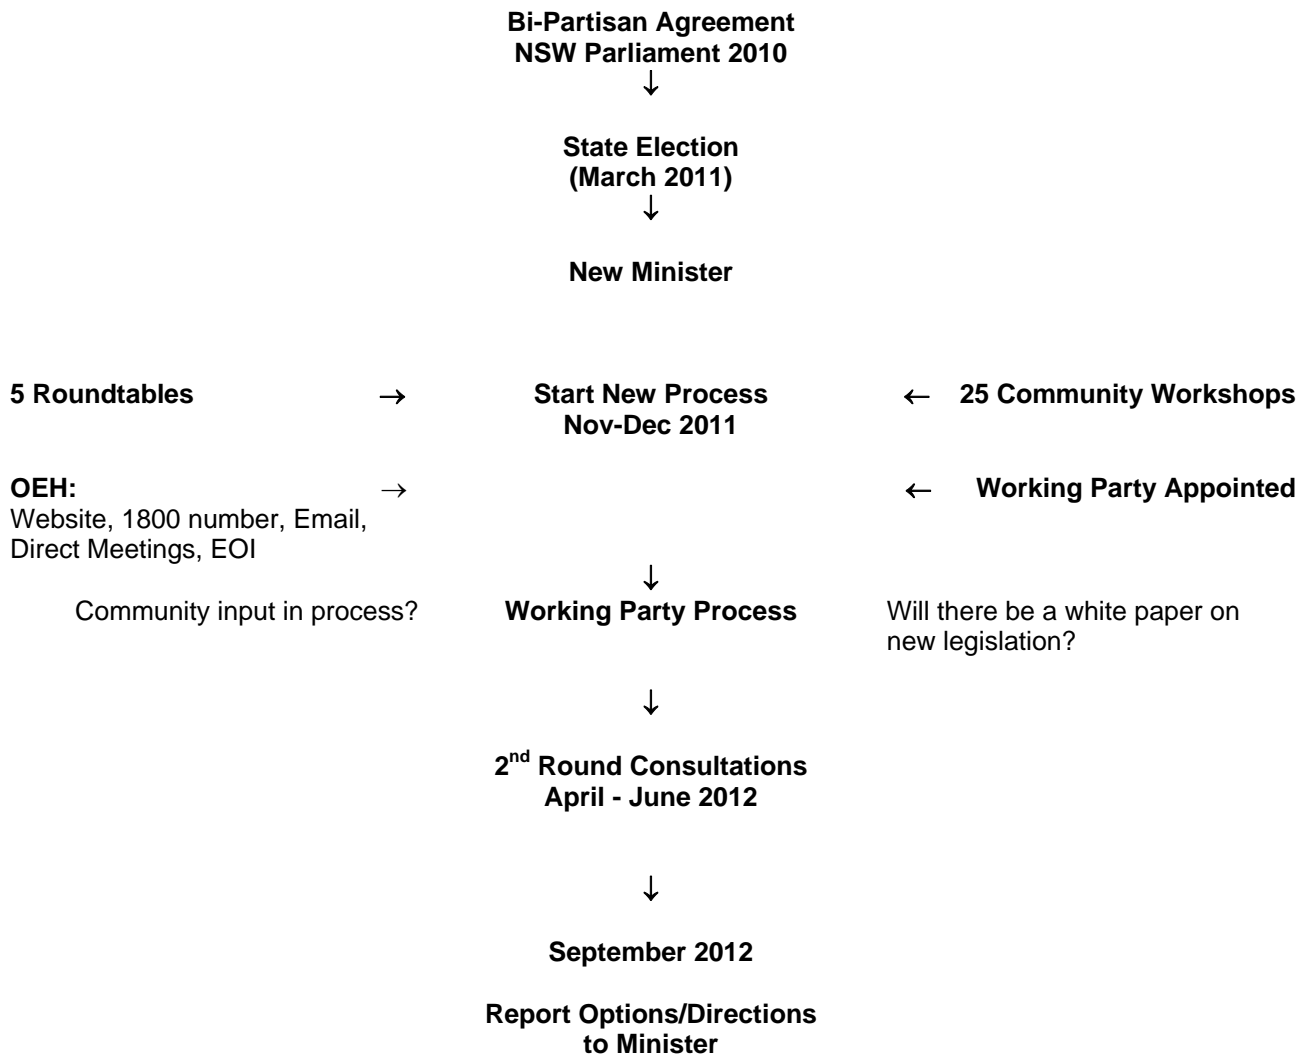 Bi-Partisan Agreement
NSW Parliament 2010
↓
State Election
(March 2011)
↓
New Minister
5 Roundtables → Start New Process ← 25 Community Workshops
Nov-Dec 2011
OEH: → ← Working Party Appointed
Website, 1800 number, Email,
Direct Meetings, EOI
↓
Community input in process? Working Party Process Will there be a white paper on
new legislation?
↓
2nd Round Consultations
April - June 2012
↓
September 2012
Report Options/Directions
to Minister